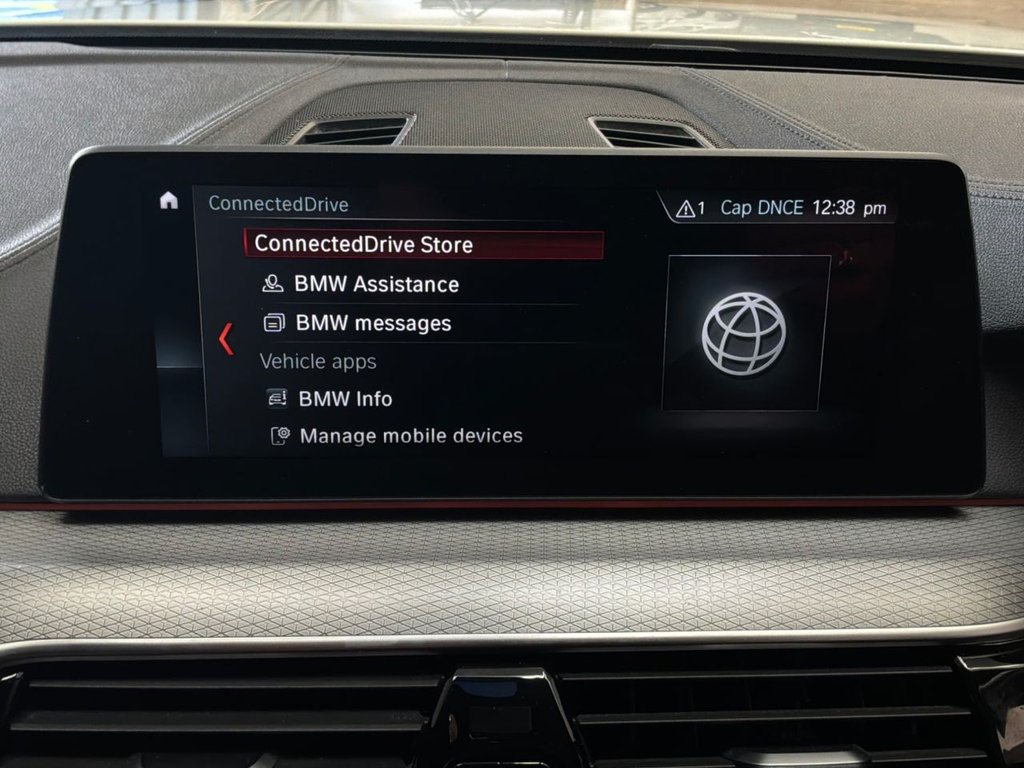 ConnectedDrive
1 Cap DNCE 12:38 pm
ConnectedDrive Store
BMW Assistance
BMW messages
Vehicle apps
BMW Info
Manage mobile devices